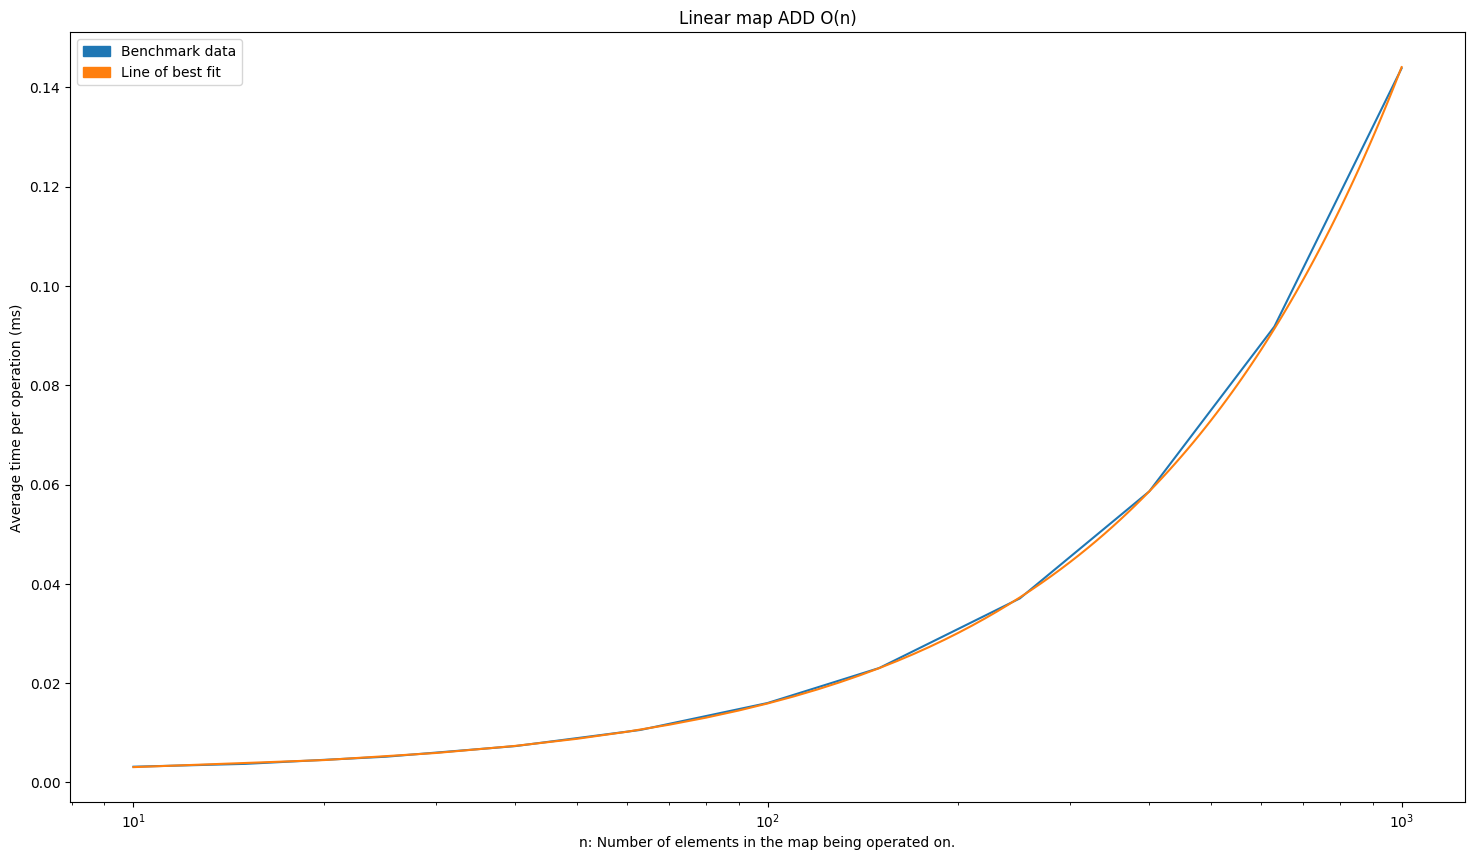 Linear map ADD O(n)
Benchmark data
Line of best fit
0.14
0.12
0.10
0.08
0.06
0.04
0.02
0.00
Average time per operation (ms)
10¹ 10² 10³
n: Number of elements in the map being operated on.